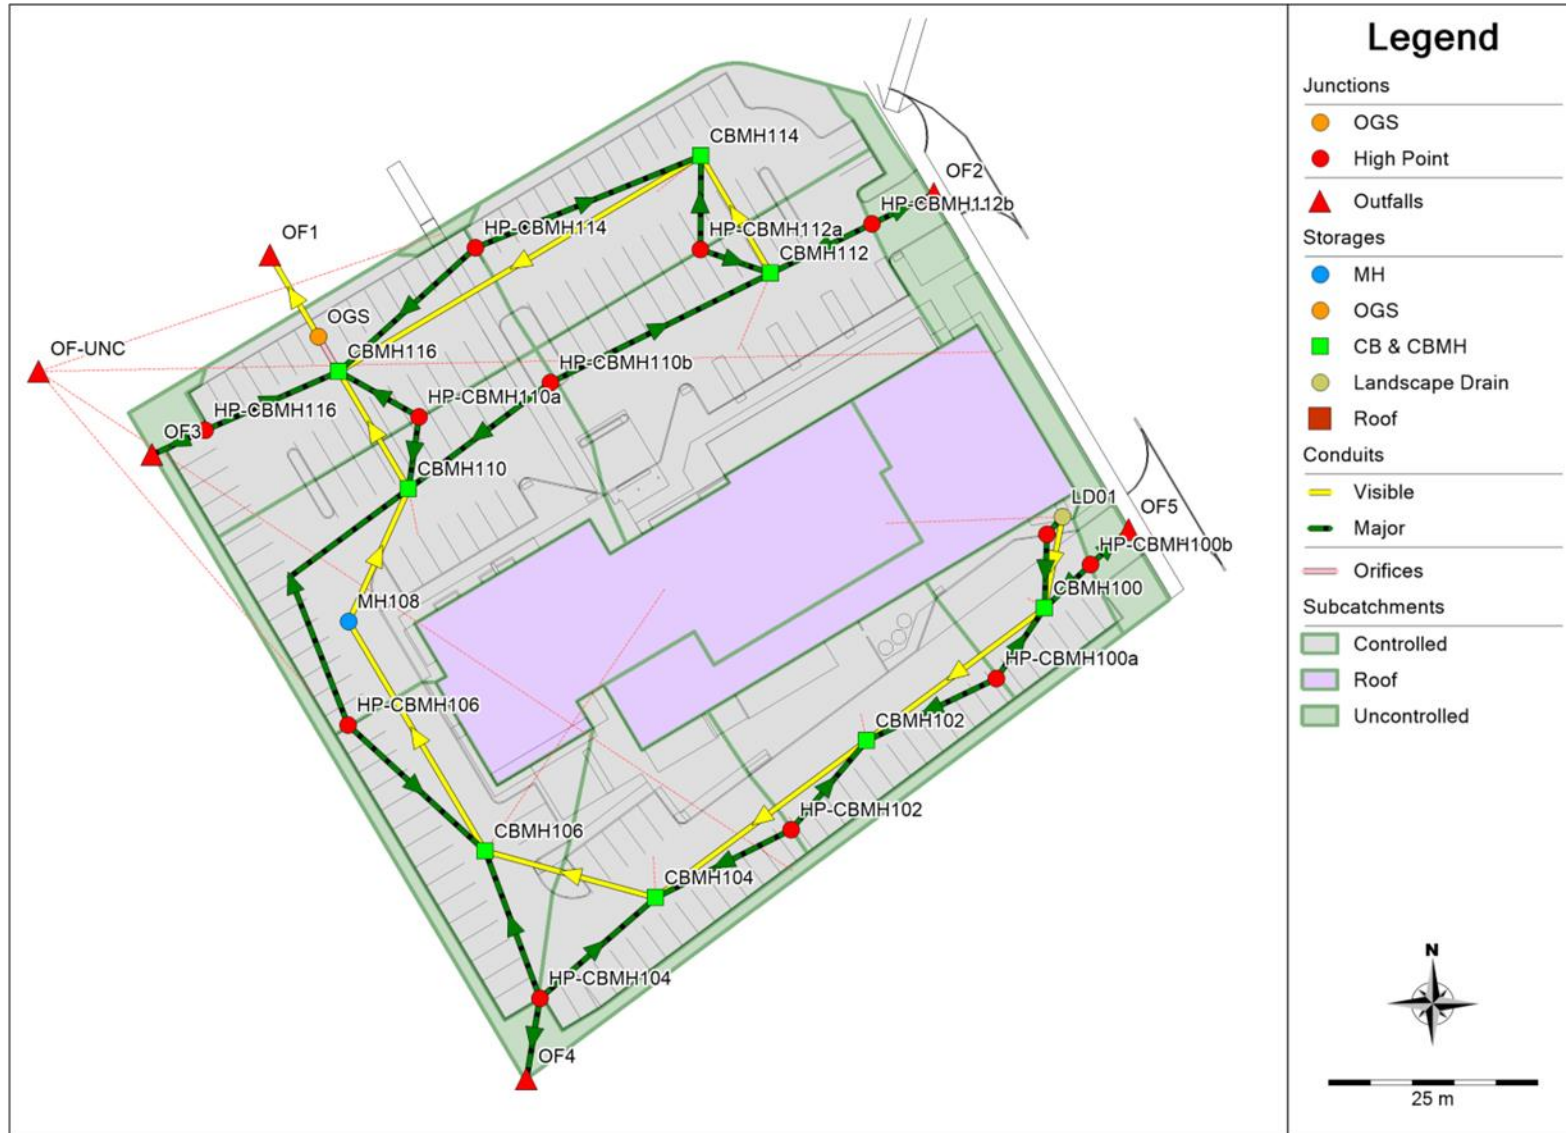 CBMH114
OF2
HP-CBMH112b
HP-CBMH114
HP-CBMH112a
OF1
CBMH112
OGS
OF-UNC
CBMH116
HP-CBMH110b
HP-CBMH116
HP-CBMH110a
OF3
CBMH110
LD01
OF5
HP-CBMH100b
CBMH100
MH108
HP-CBMH100a
HP-CBMH106
CBMH102
HP-CBMH102
CBMH106
CBMH104
HP-CBMH104
OF4
Legend
Junctions
OGS
High Point
Outfalls
Storages
MH
OGS
CB & CBMH
Landscape Drain
Roof
Conduits
Visible
Major
Orifices
Subcatchments
Controlled
Roof
Uncontrolled
N
25 m